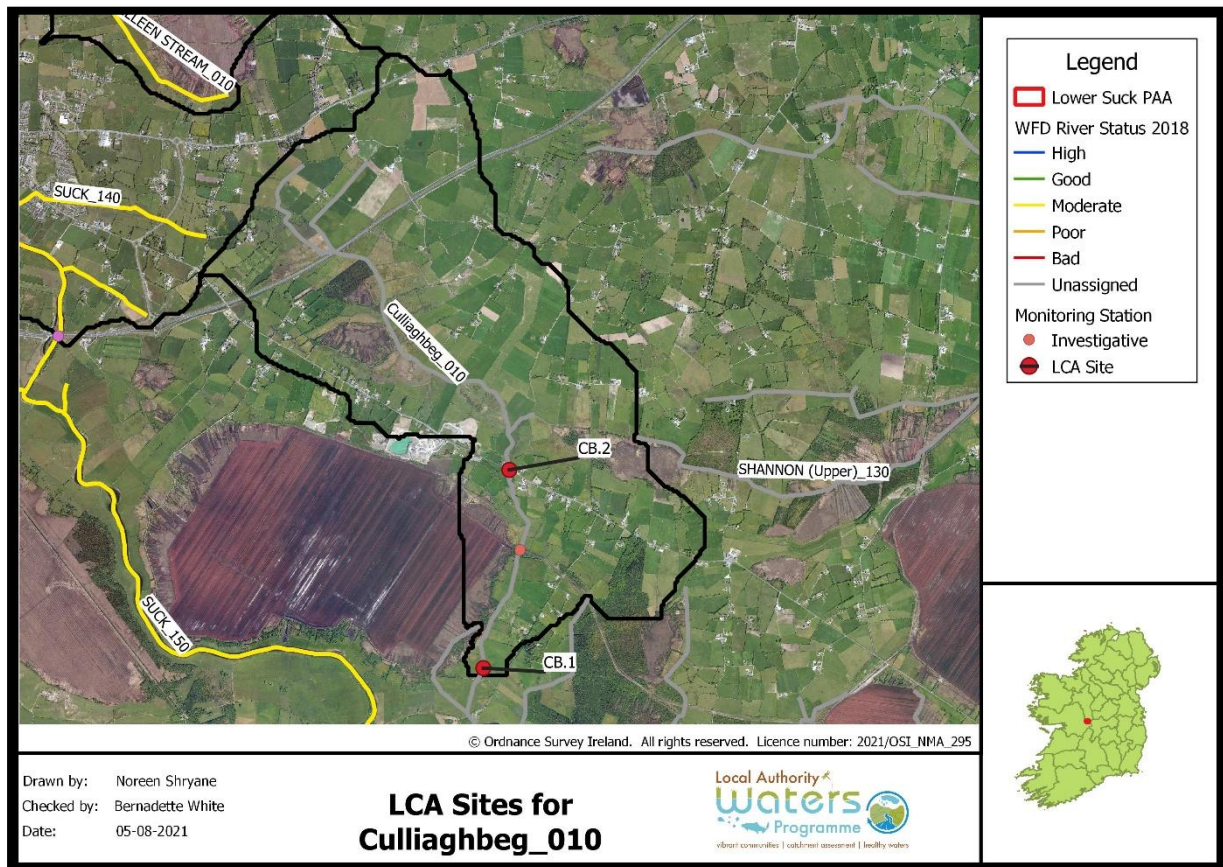 LLEEN STREAM_010
SUCK_140
Culliaghbeg_010
CB.2
SHANNON (Upper)_130
SUCK_150
CB.1
© Ordnance Survey Ireland. All rights reserved. Licence number: 2021/OSI_NMA_295
Legend
Lower Suck PAA
WFD River Status 2018
High
Good
Moderate
Poor
Bad
Unassigned
Monitoring Station
Investigative
LCA Site
Drawn by: Noreen Shryane
Checked by: Bernadette White
Date: 05-08-2021
LCA Sites for
Culliaghbeg_010
Local Authority
Waters
Programme
vibrant communities | catchment assessment | healthy waters